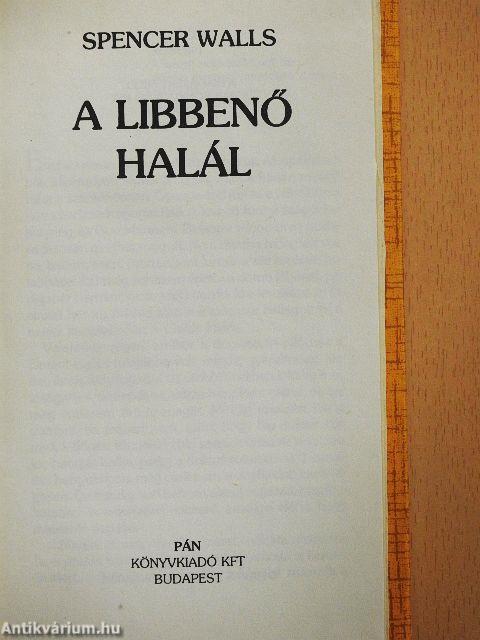 SPENCER WALLS
A LIBBENŐ
HALÁL
PÁN
KÖNYVKIADÓ KFT
BUDAPEST
Antikvárium.hu